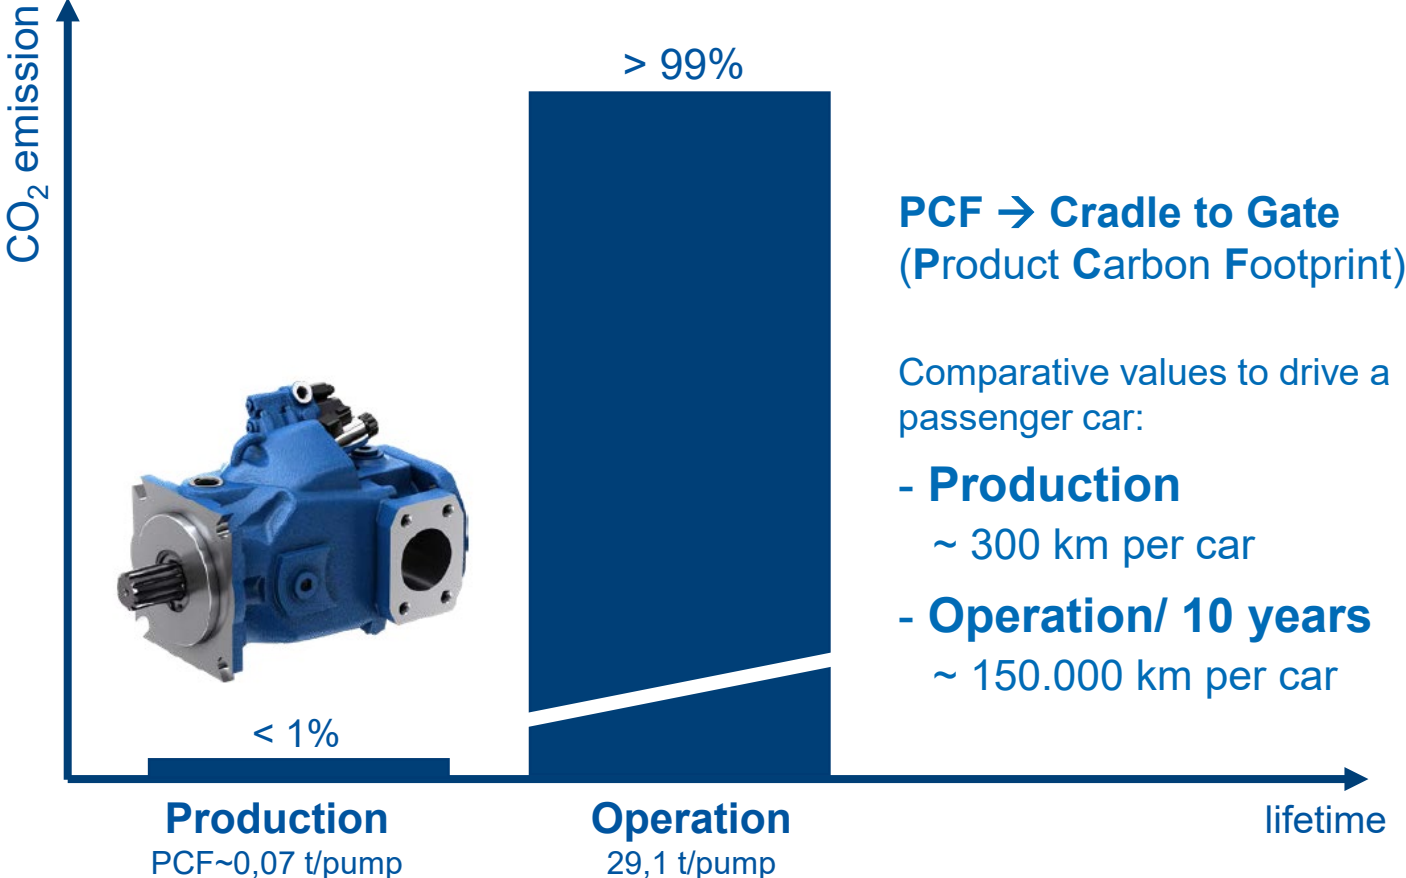 CO₂ emission
> 99%
PCF → Cradle to Gate
(Product Carbon Footprint)
Comparative values to drive a
passenger car:
- Production
~ 300 km per car
- Operation/ 10 years
~ 150.000 km per car
< 1%
Production
PCF~0,07 t/pump
Operation
29,1 t/pump
lifetime